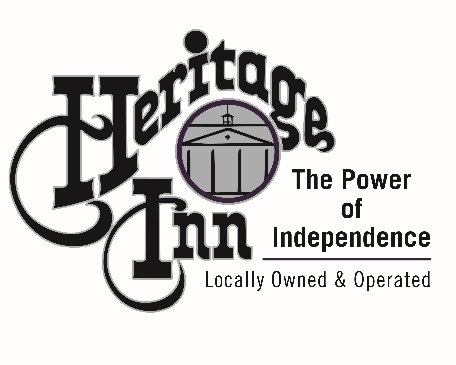 Heritage
Inn
The Power
of
Independence
Locally Owned & Operated